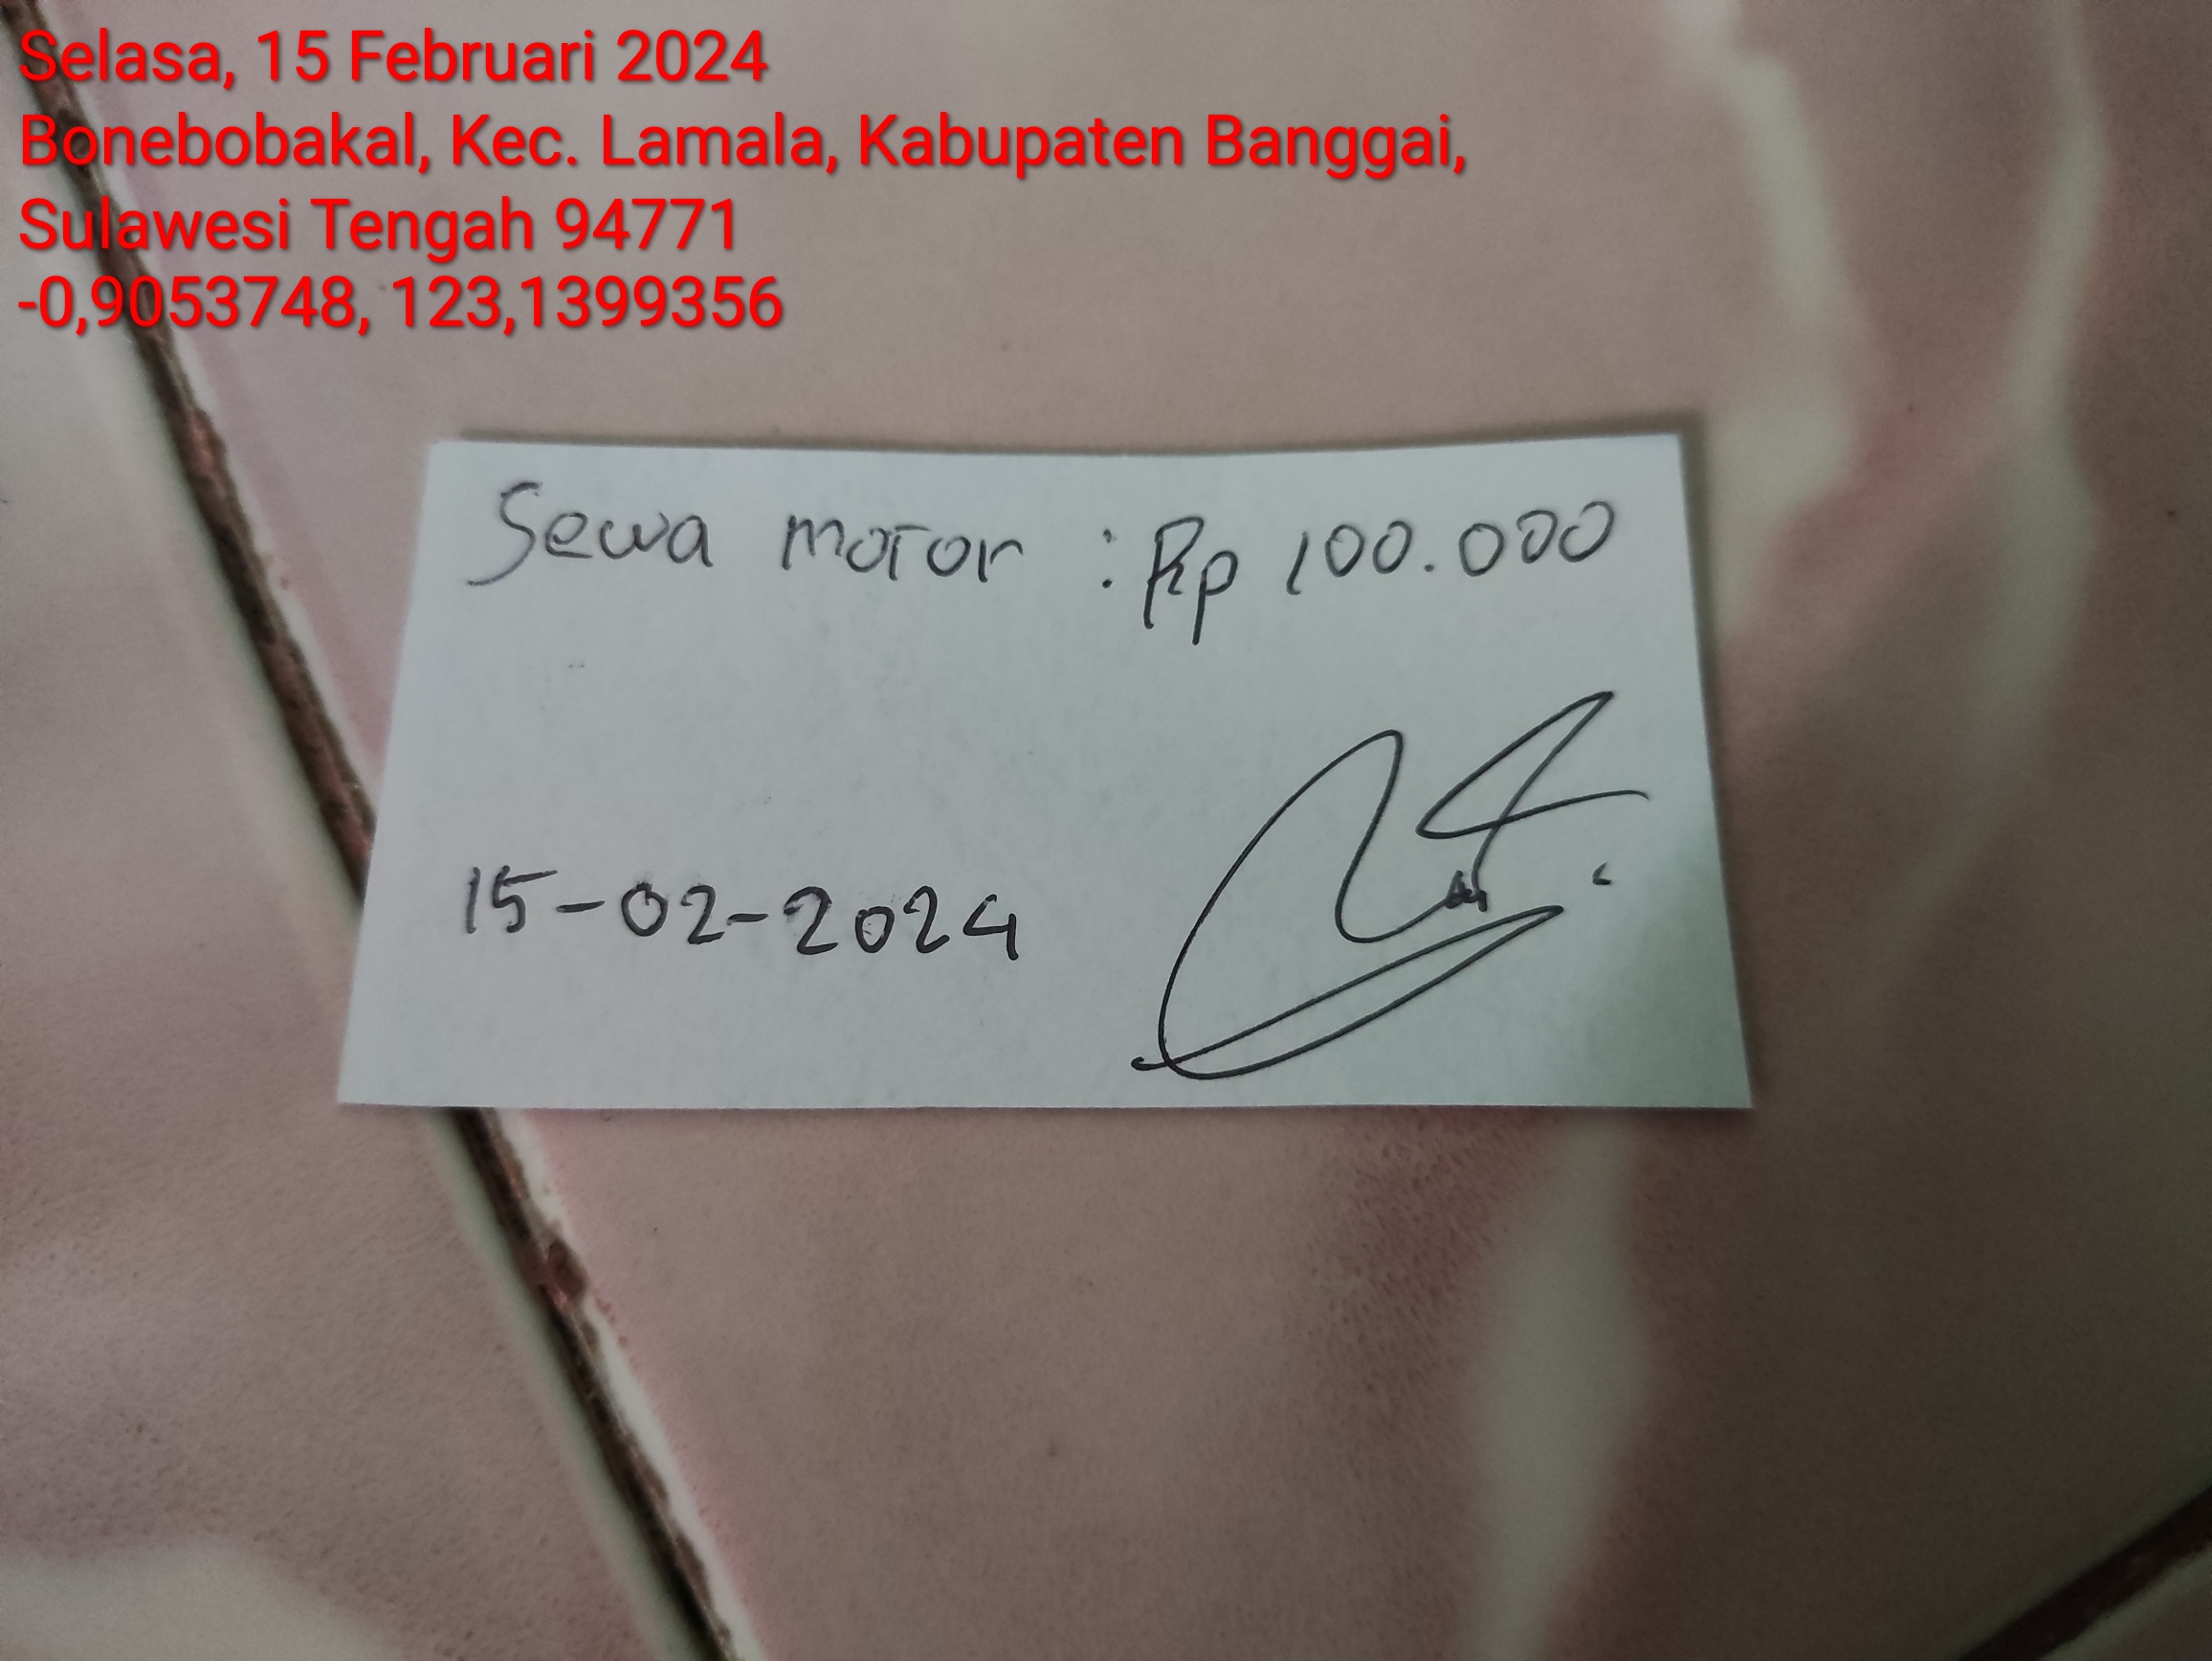 Selasa, 15 Februari 2024
Bonebobakal, Kec. Lamala, Kabupaten Banggai,
Sulawesi Tengah 94771
-0,9053748, 123,1399356
Sewa motor : Rp 100.000
15-02-2024